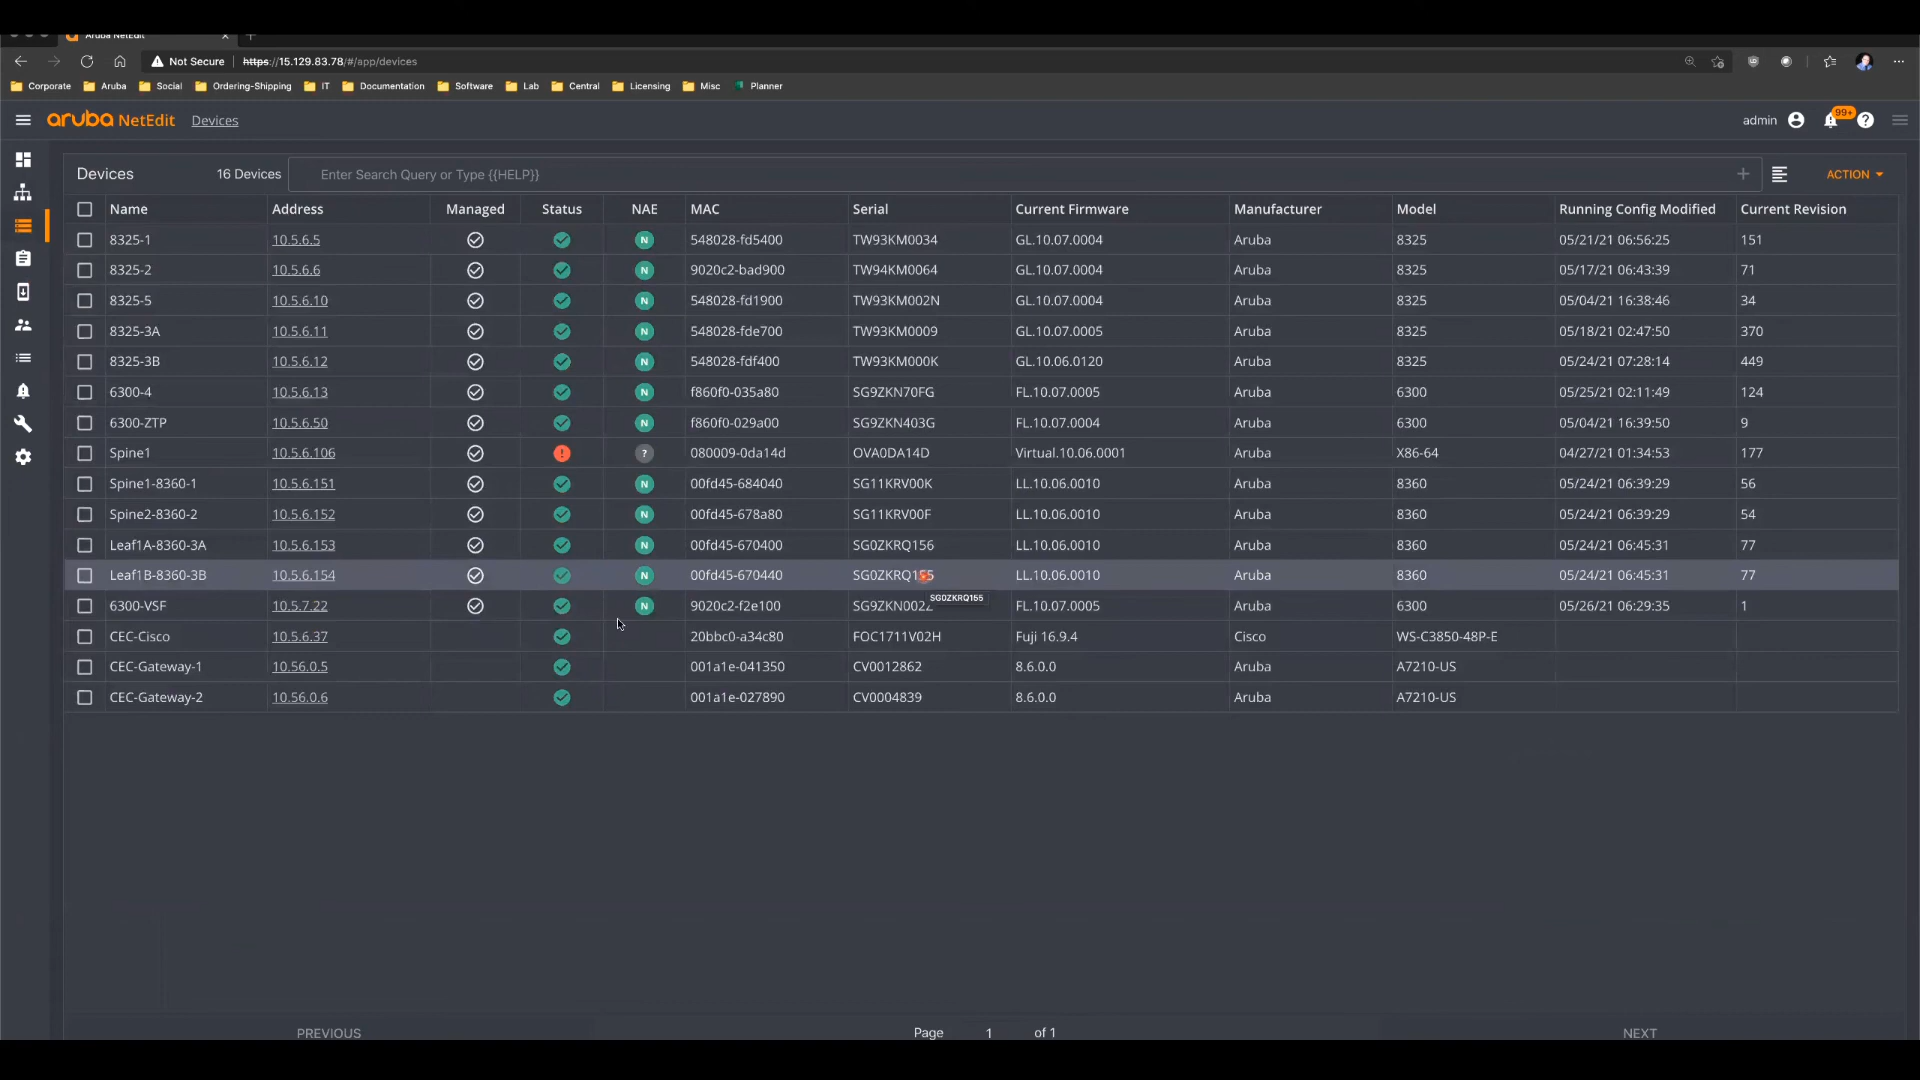 Aruba NetEdit
Not Secure https://15.129.83.78/#/app/devices
Corporate Aruba Social Ordering-Shipping IT Documentation Software Lab Central Licensing Misc Planner
aruba NetEdit Devices admin 99+
Devices 16 Devices Enter Search Query or Type {{HELP}} ACTION
Name Address Managed Status NAE MAC Serial Current Firmware Manufacturer Model Running Config Modified Current Revision
8325-1 10.5.6.5 N 548028-fd5400 TW93KM0034 GL.10.07.0004 Aruba 8325 05/21/21 06:56:25 151
8325-2 10.5.6.6 N 9020c2-bad900 TW94KM0064 GL.10.07.0004 Aruba 8325 05/17/21 06:43:39 71
8325-5 10.5.6.10 N 548028-fd1900 TW93KM002N GL.10.07.0004 Aruba 8325 05/04/21 16:38:46 34
8325-3A 10.5.6.11 N 548028-fde700 TW93KM0009 GL.10.07.0005 Aruba 8325 05/18/21 02:47:50 370
8325-3B 10.5.6.12 N 548028-fdf400 TW93KM000K GL.10.06.0120 Aruba 8325 05/24/21 07:28:14 449
6300-4 10.5.6.13 N f860f0-035a80 SG9ZKN70FG FL.10.07.0005 Aruba 6300 05/25/21 02:11:49 124
6300-ZTP 10.5.6.50 N f860f0-029a00 SG9ZKN403G FL.10.07.0004 Aruba 6300 05/04/21 16:39:50 9
Spine1 10.5.6.106 ! ? 080009-0da14d OVA0DA14D Virtual.10.06.0001 Aruba X86-64 04/27/21 01:34:53 177
Spine1-8360-1 10.5.6.151 N 00fd45-684040 SG11KRV00K LL.10.06.0010 Aruba 8360 05/24/21 06:39:29 56
Spine2-8360-2 10.5.6.152 N 00fd45-678a80 SG11KRV00F LL.10.06.0010 Aruba 8360 05/24/21 06:39:29 54
Leaf1A-8360-3A 10.5.6.153 N 00fd45-670400 SG0ZKRQ156 LL.10.06.0010 Aruba 8360 05/24/21 06:45:31 77
Leaf1B-8360-3B 10.5.6.154 N 00fd45-670440 SG0ZKRQ155 LL.10.06.0010 Aruba 8360 05/24/21 06:45:31 77
SG0ZKRQ155
6300-VSF 10.5.7.22 N 9020c2-f2e100 SG9ZKN002Z FL.10.07.0005 Aruba 6300 05/26/21 06:29:35 1
CEC-Cisco 10.5.6.37 20bbc0-a34c80 FOC1711V02H Fuji 16.9.4 Cisco WS-C3850-48P-E
CEC-Gateway-1 10.56.0.5 001a1e-041350 CV0012862 8.6.0.0 Aruba A7210-US
CEC-Gateway-2 10.56.0.6 001a1e-027890 CV0004839 8.6.0.0 Aruba A7210-US
PREVIOUS Page 1 of 1 NEXT